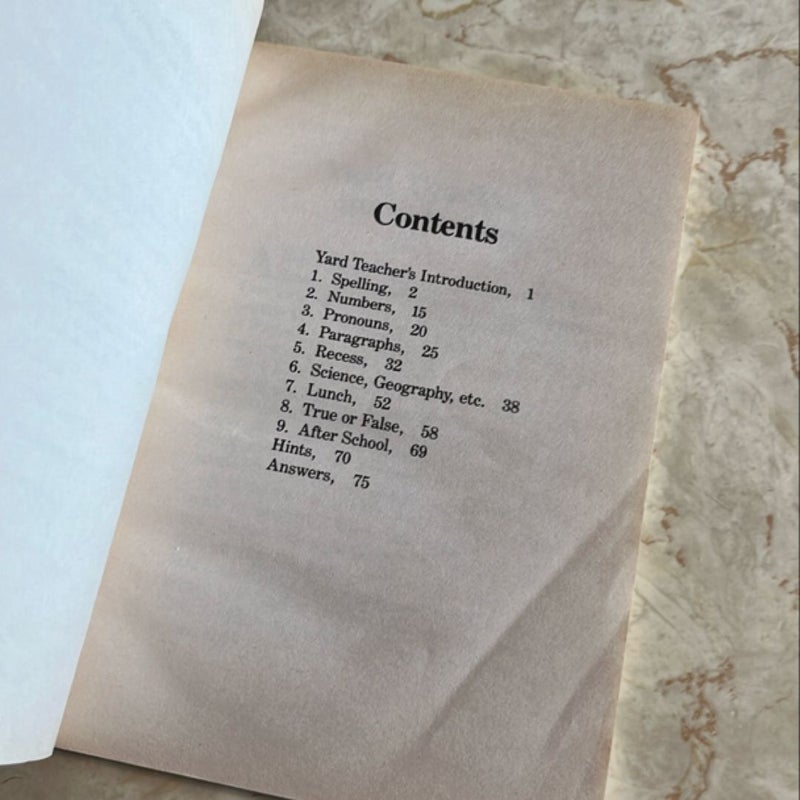 Contents
Yard Teacher's Introduction, 1
1. Spelling, 2
2. Numbers, 15
3. Pronouns, 20
4. Paragraphs, 25
5. Recess, 32
6. Science, Geography, etc. 38
7. Lunch, 52
8. True or False, 58
9. After School, 69
Hints, 70
Answers, 75